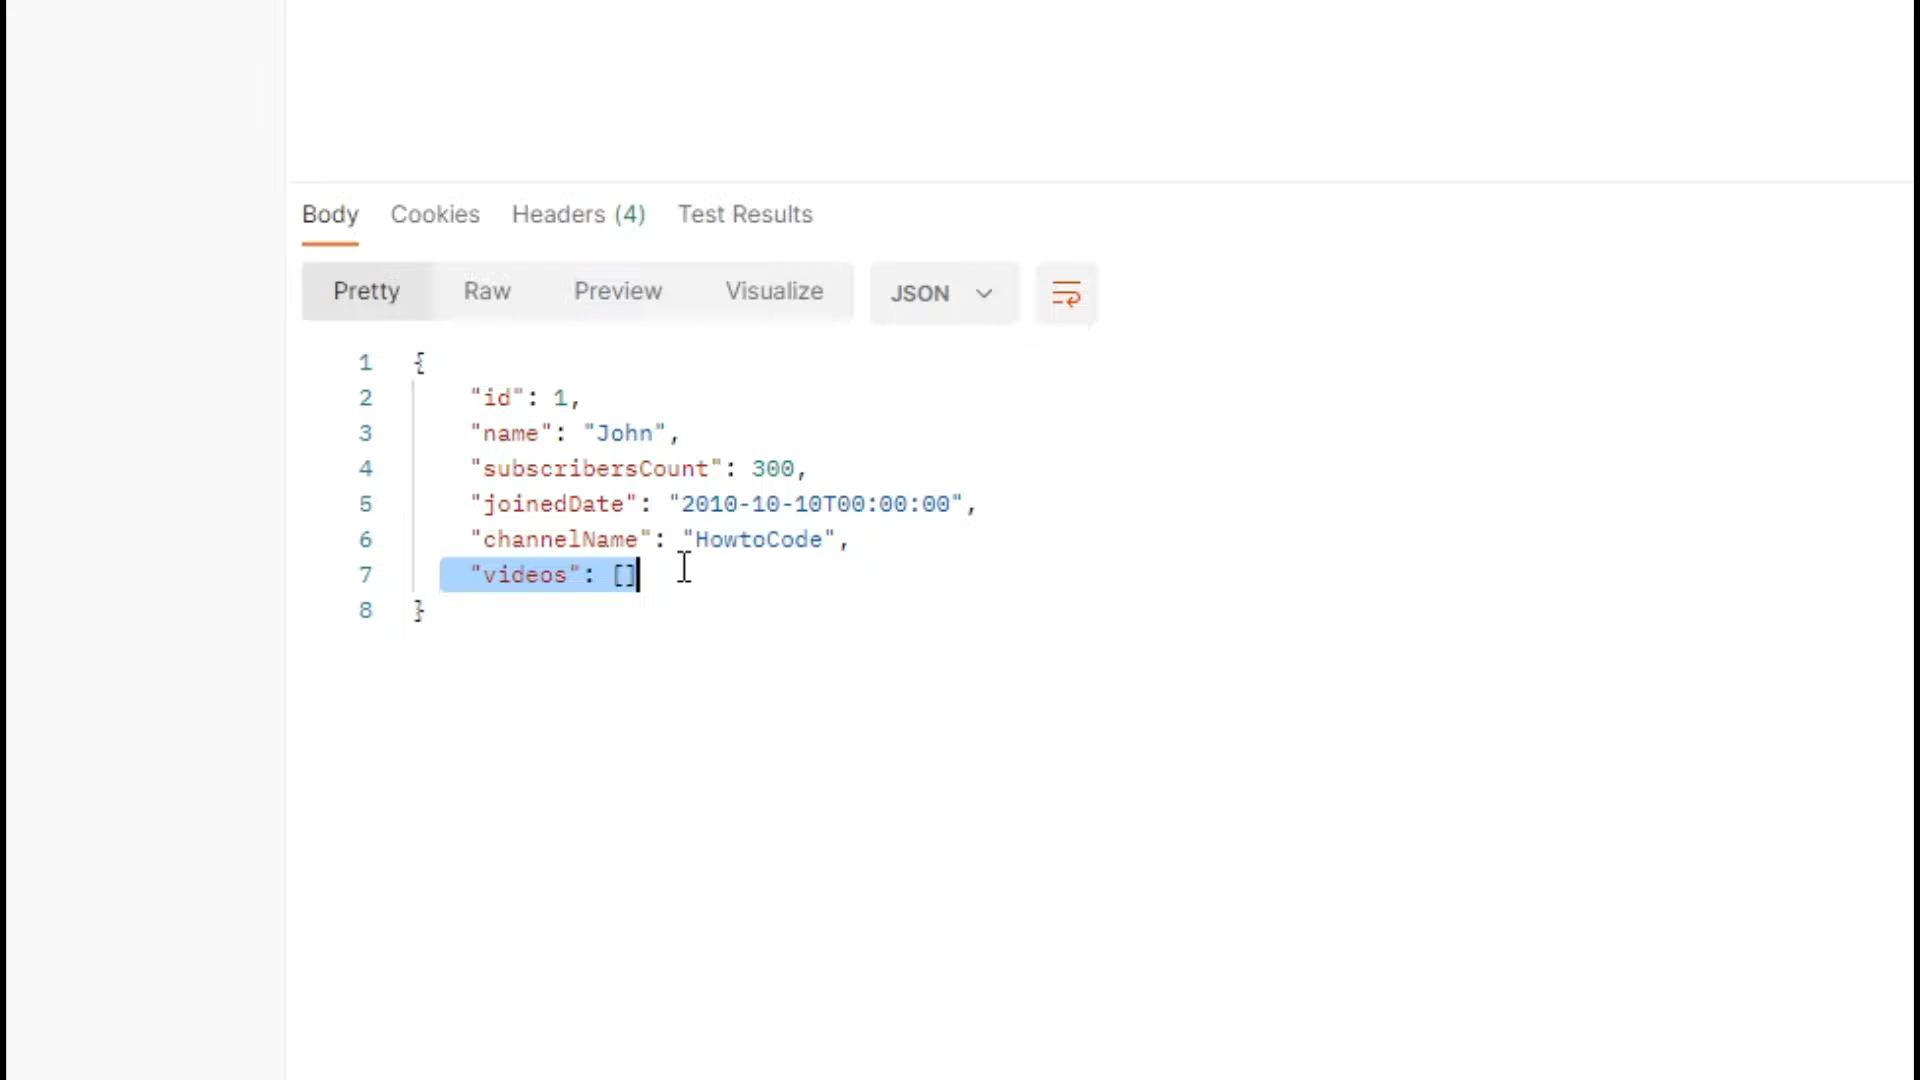 Body Cookies Headers (4) Test Results
Pretty Raw Preview Visualize JSON
1 {
2 "id": 1,
3 "name": "John",
4 "subscribersCount": 300,
5 "joinedDate": "2010-10-10T00:00:00",
6 "channelName": "HowtoCode",
7 "videos": []
8 }